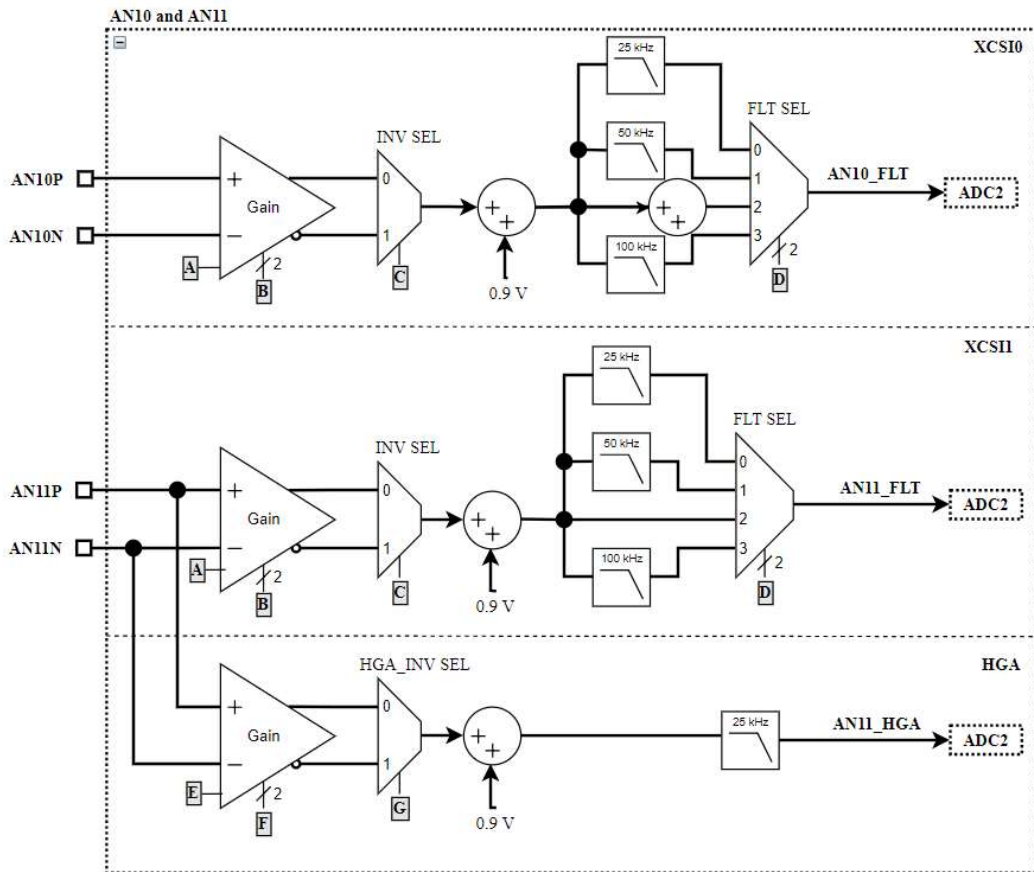 AN10 and AN11
XCSI0
25 kHz
FLT SEL
INV SEL
50 kHz
0
AN10P
+
0
1
AN10_FLT
ADC2
Gain
+
+
+
+
2
AN10N
−
1
3
100 kHz
A
2
2
B
C
D
0.9 V
XCSI1
25 kHz
FLT SEL
INV SEL
50 kHz
0
AN11P
+
0
1
AN11_FLT
ADC2
Gain
+
+
2
AN11N
−
1
3
100 kHz
A
2
2
B
C
D
0.9 V
HGA
HGA_INV SEL
25 kHz
+
0
AN11_HGA
Gain
+
+
ADC2
−
1
E
2
F
G
0.9 V